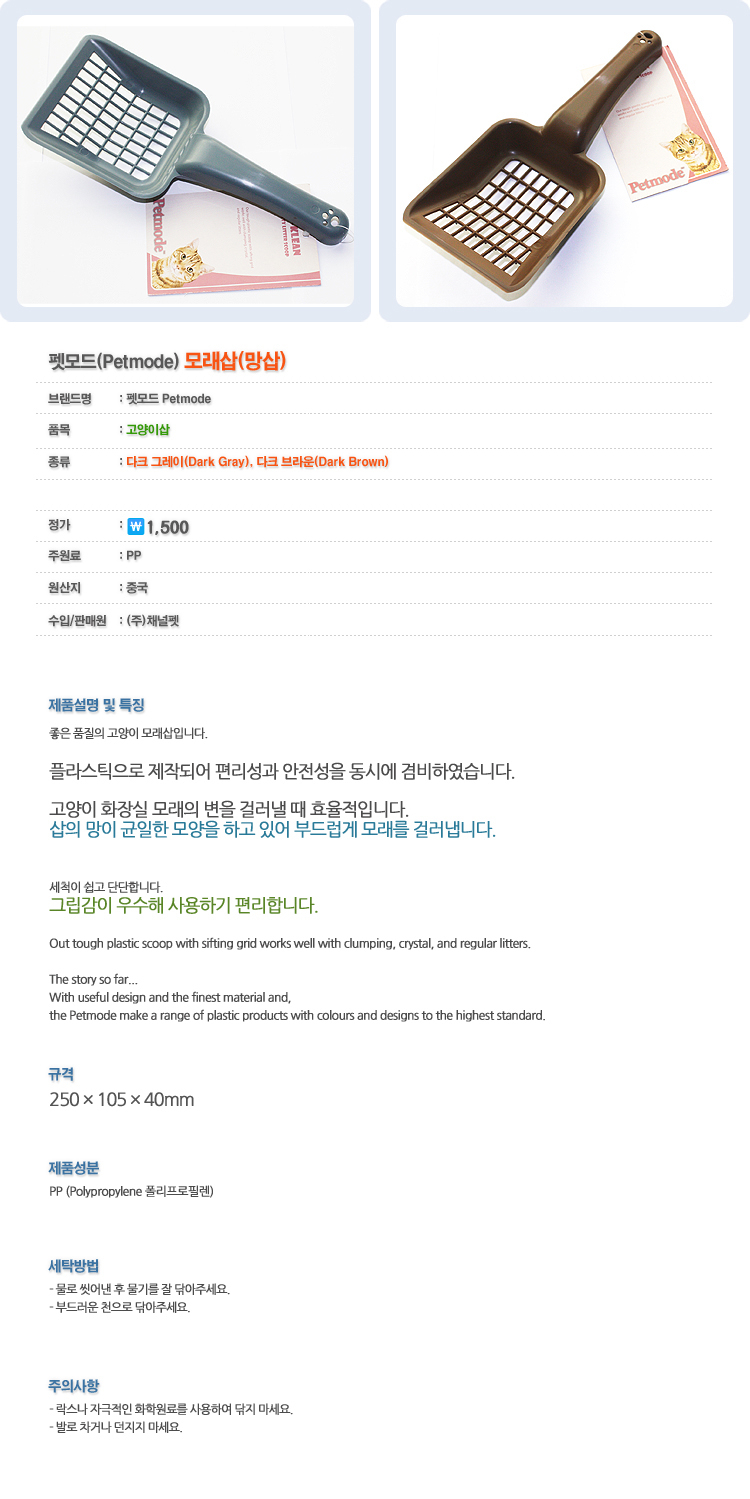 Petmode
KLEAN
LITTER SCOOP
Petmode
펫모드(Petmode) 모래삽(망삽)
브랜드명 : 펫모드 Petmode
품목 : 고양이삽
종류 : 다크 그레이(Dark Gray), 다크 브라운(Dark Brown)
정가 : ₩1,500
주원료 : PP
원산지 : 중국
수입/판매원 : (주)채널펫
제품설명 및 특징
좋은 품질의 고양이 모래삽입니다.
플라스틱으로 제작되어 편리성과 안전성을 동시에 겸비하였습니다.
고양이 화장실 모래의 변을 걸러낼 때 효율적입니다.
삽의 망이 균일한 모양을 하고 있어 부드럽게 모래를 걸러냅니다.
세척이 쉽고 단단합니다.
그립감이 우수해 사용하기 편리합니다.
Out tough plastic scoop with sifting grid works well with clumping, crystal, and regular litters.
The story so far...
With useful design and the finest material and,
the Petmode make a range of plastic products with colours and designs to the highest standard.
규격
250 × 105 × 40mm
제품성분
PP (Polypropylene 폴리프로필렌)
세탁방법
- 물로 씻어낸 후 물기를 잘 닦아주세요.
- 부드러운 천으로 닦아주세요.
주의사항
- 락스나 자극적인 화학원료를 사용하여 닦지 마세요.
- 발로 차거나 던지지 마세요.